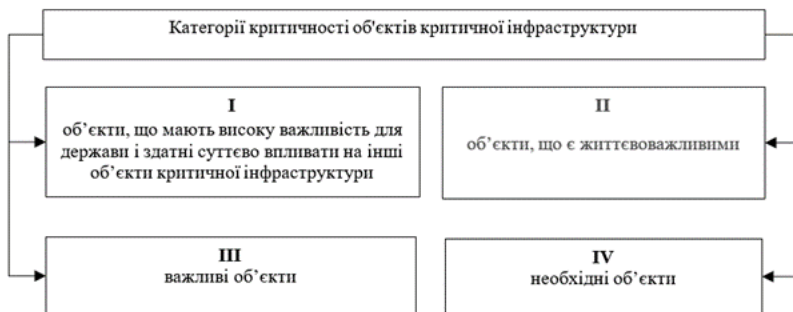 Категорії критичності об'єктів критичної інфраструктури
I
об’єкти, що мають високу важливість для
держави і здатні суттєво впливати на інші
об’єкти критичної інфраструктури
II
об’єкти, що є життєвоважливими
III
важливі об’єкти
IV
необхідні об’єкти